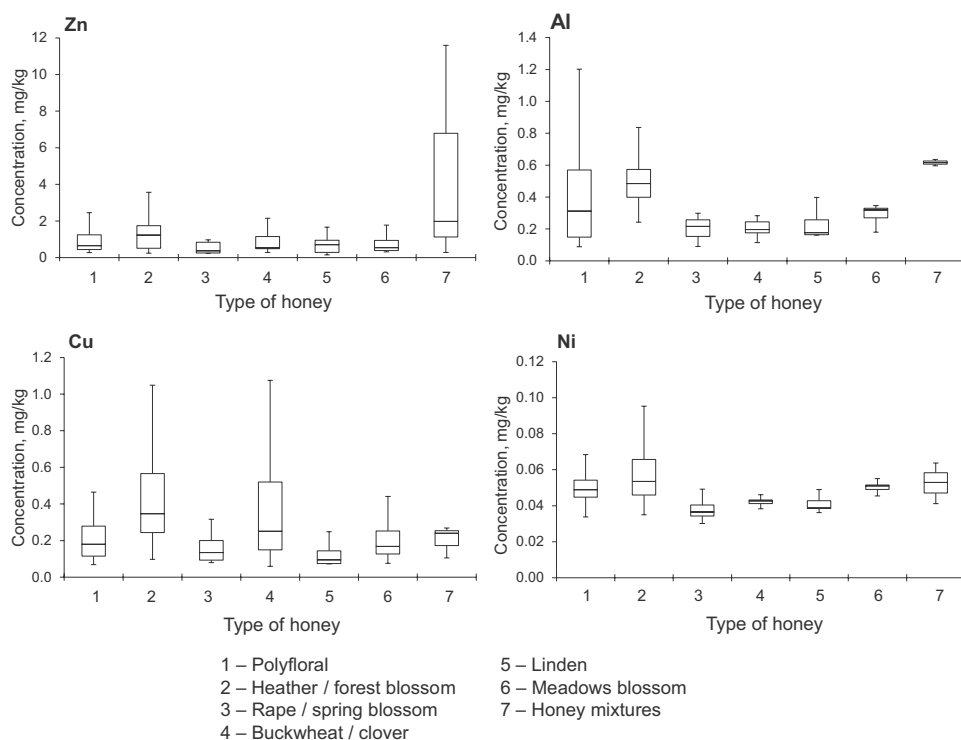 Zn
Concentration, mg/kg
12
10
8
6
4
2
0
1 2 3 4 5 6 7
Type of honey
Al
Concentration, mg/kg
1.4
1.2
1.0
0.8
0.6
0.4
0.2
0.0
1 2 3 4 5 6 7
Type of honey
Cu
Concentration, mg/kg
1.2
1.0
0.8
0.6
0.4
0.2
0.0
1 2 3 4 5 6 7
Type of honey
Ni
Concentration, mg/kg
0.12
0.10
0.08
0.06
0.04
0.02
0.00
1 2 3 4 5 6 7
Type of honey
1 – Polyfloral
2 – Heather / forest blossom
3 – Rape / spring blossom
4 – Buckwheat / clover
5 – Linden
6 – Meadows blossom
7 – Honey mixtures